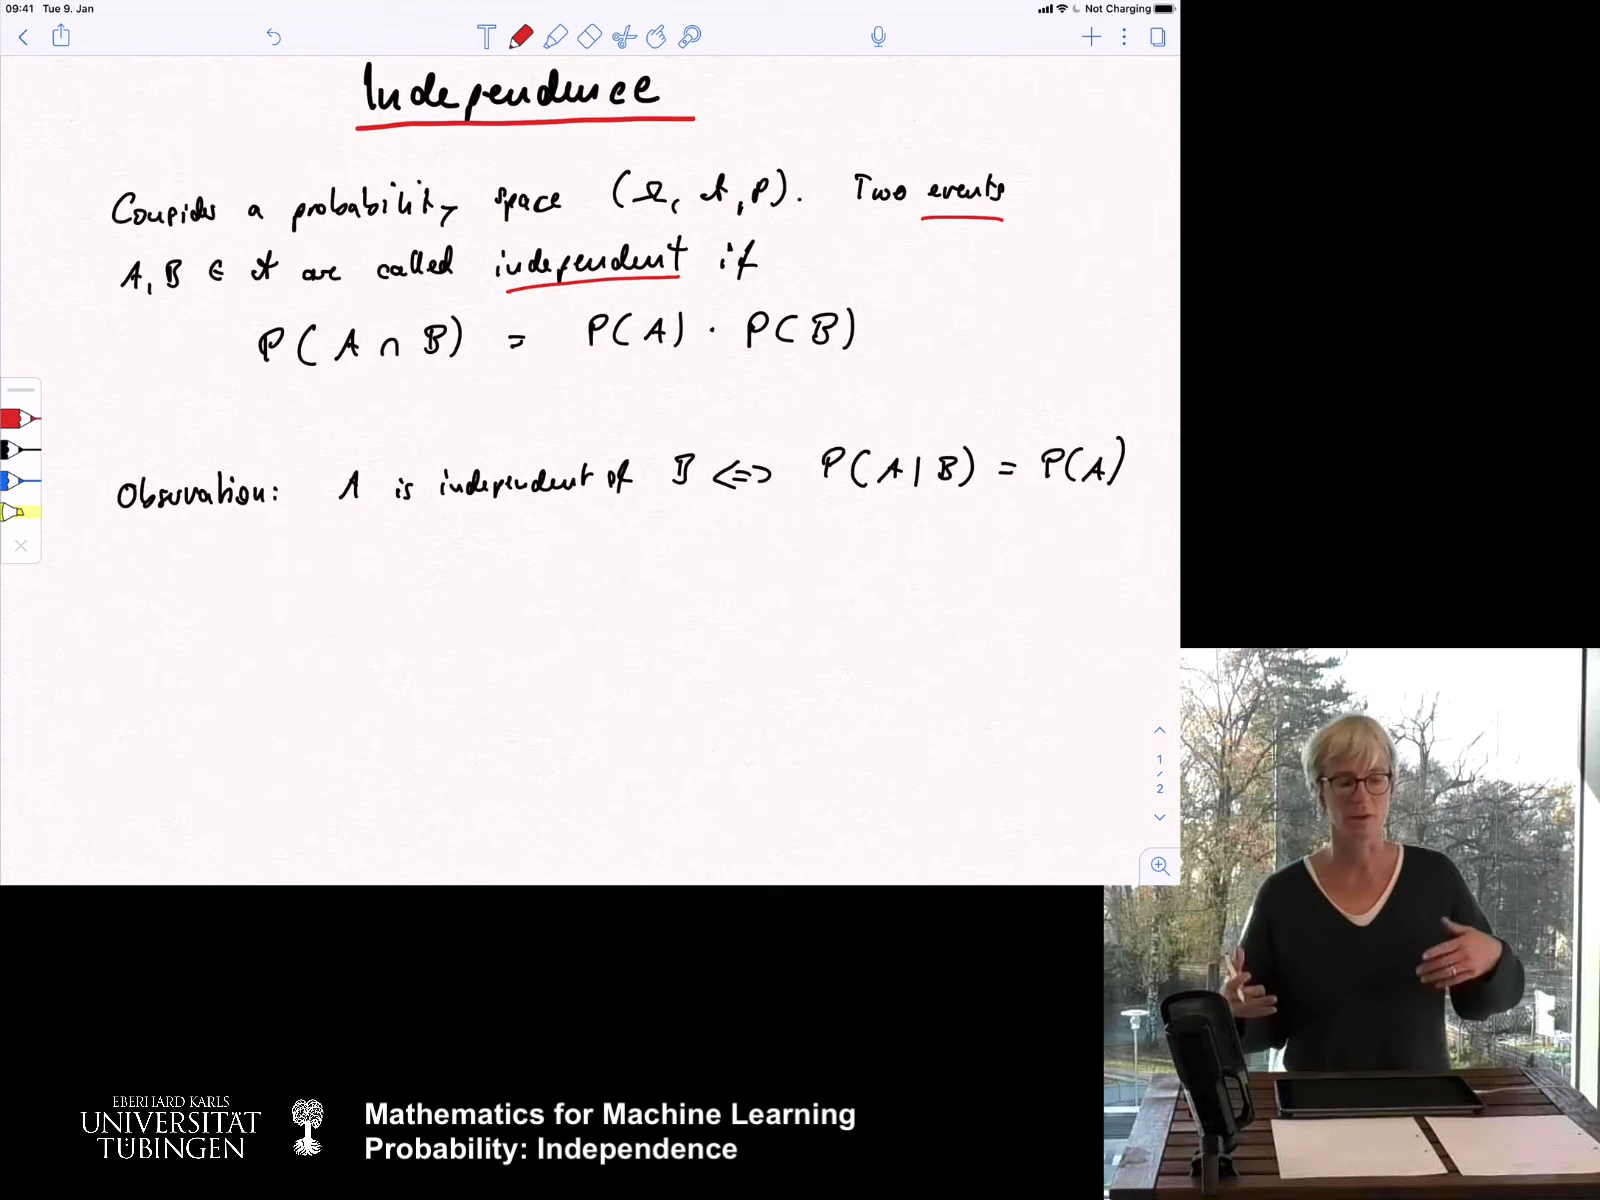 09:41 Tue 9. Jan
Not Charging
Independence
Consider a probability space (Ω, A, P). Two events
A, B ∈ A are called independent if
P(A ∩ B) = P(A) · P(B)
Observation: A is independent of B <=> P(A | B) = P(A)
1
/
2
EBERHARD KARLS
UNIVERSITÄT
TÜBINGEN
Mathematics for Machine Learning
Probability: Independence